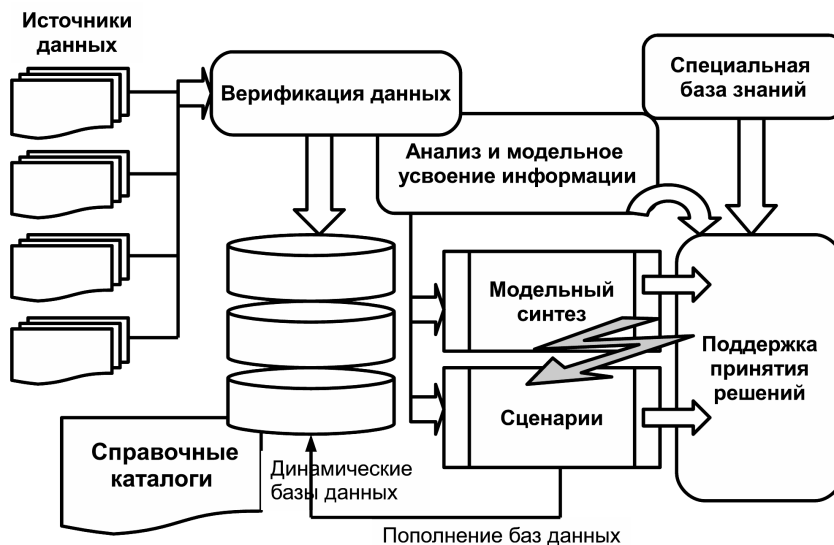 Источники
данных
Верификация данных
Специальная
база знаний
Анализ и модельное
усвоение информации
Модельный
синтез
Поддержка
принятия
решений
Сценарии
Справочные
каталоги
Динамические
базы данных
Пополнение баз данных